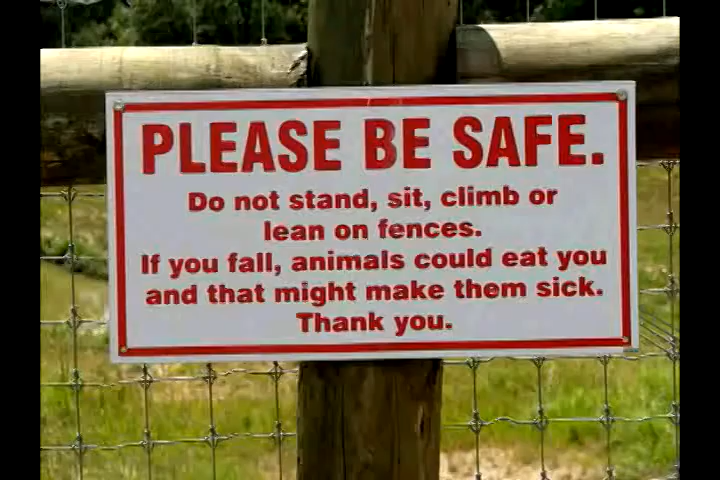 PLEASE BE SAFE.
Do not stand, sit, climb or
lean on fences.
If you fall, animals could eat you
and that might make them sick.
Thank you.